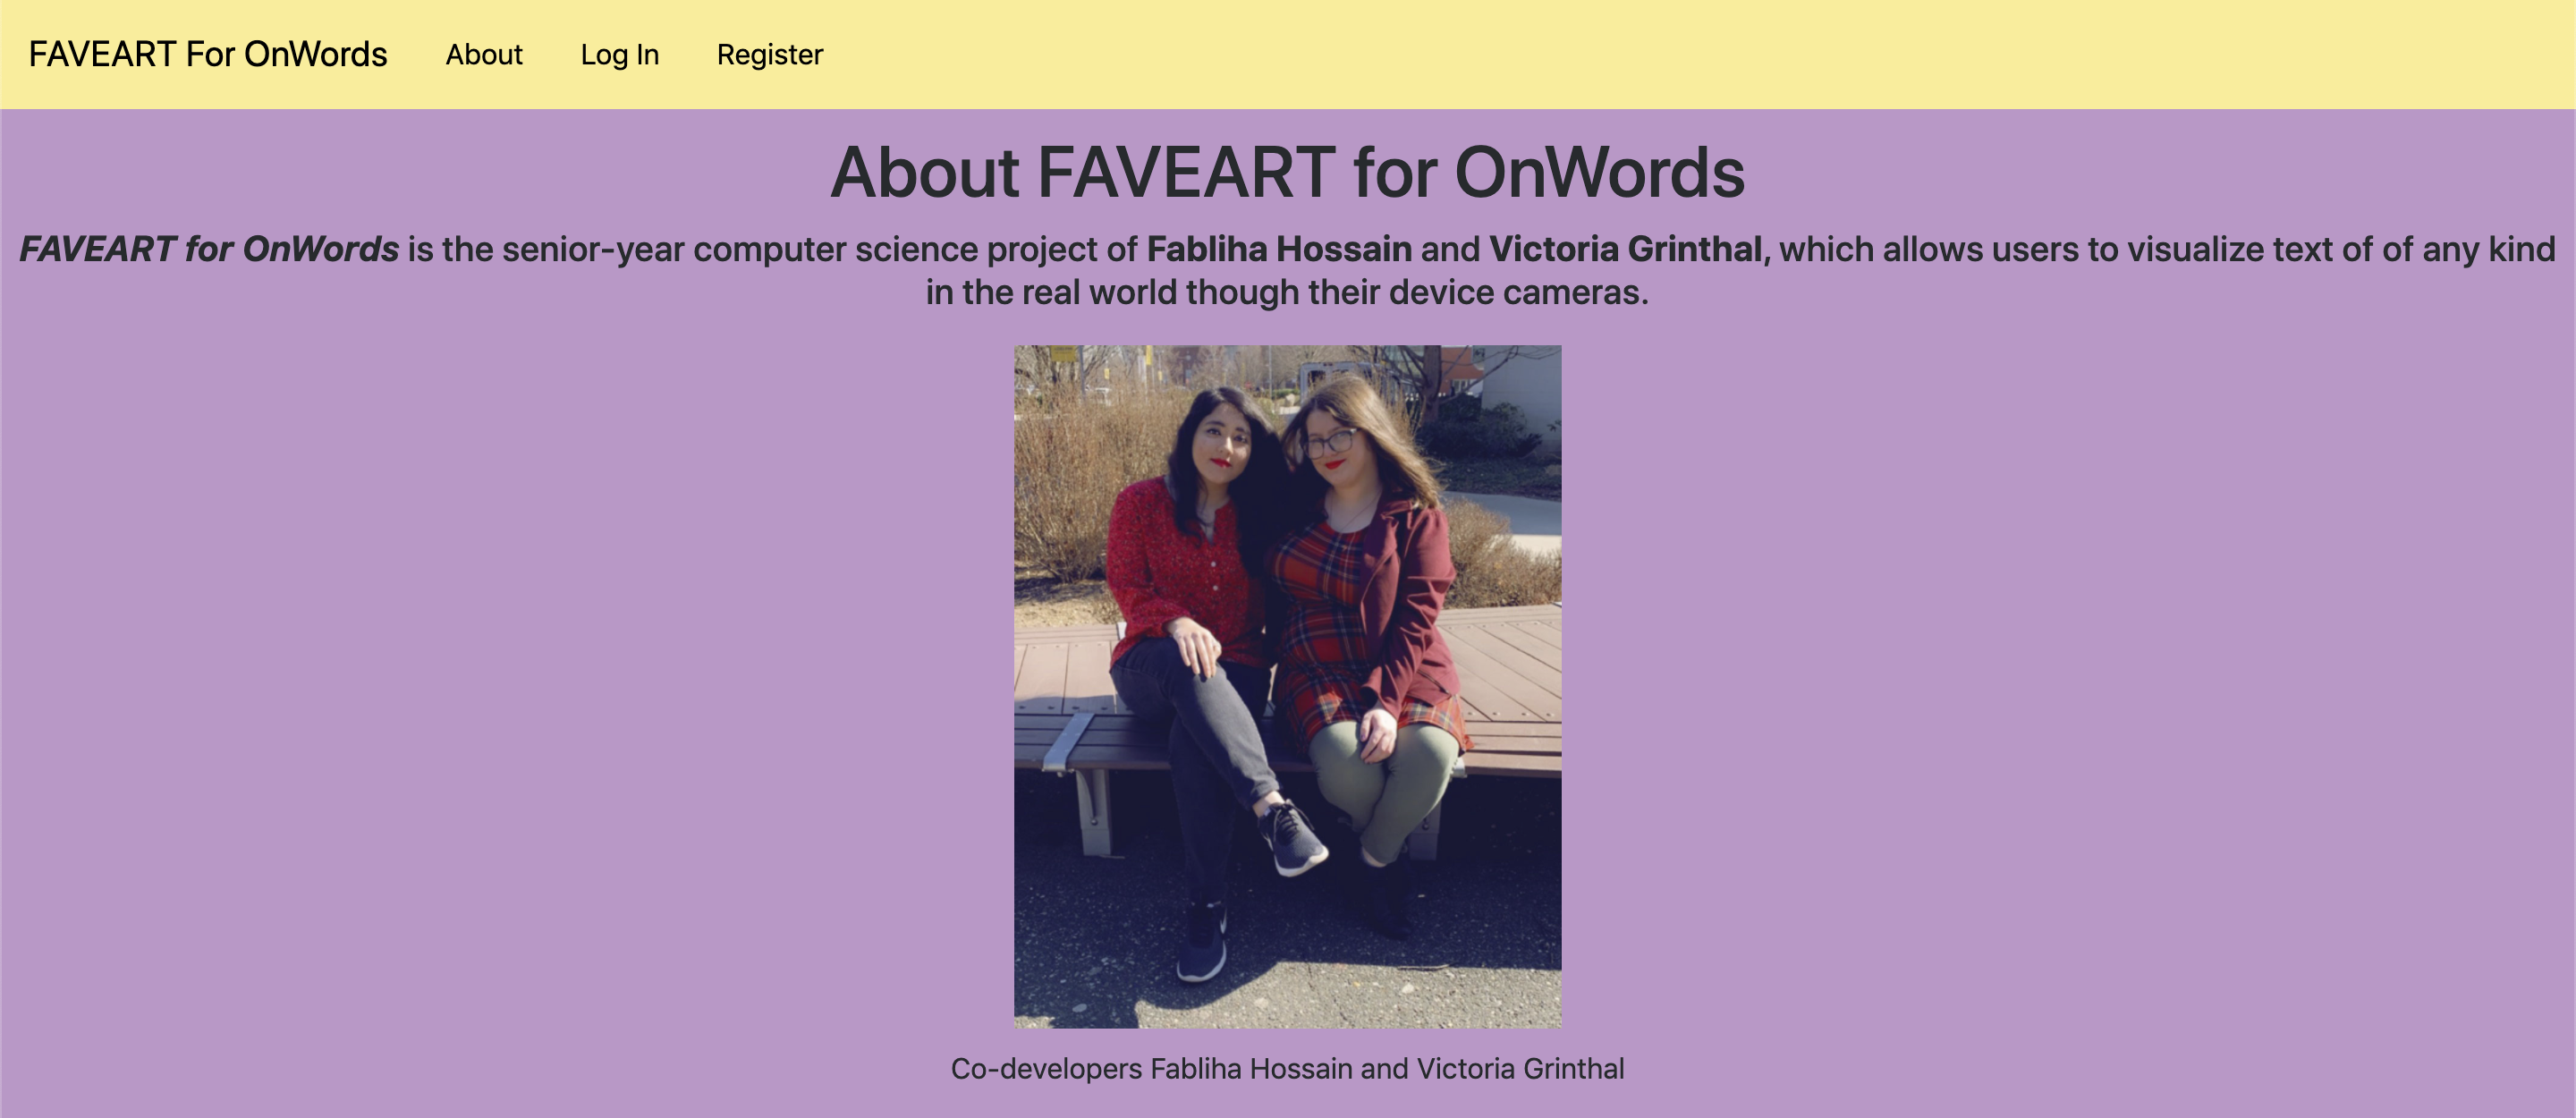 FAVEART For OnWords About Log In Register
About FAVEART for OnWords
FAVEART for OnWords is the senior-year computer science project of Fabliha Hossain and Victoria Grinthal, which allows users to visualize text of of any kind
in the real world though their device cameras.
Co-developers Fabliha Hossain and Victoria Grinthal